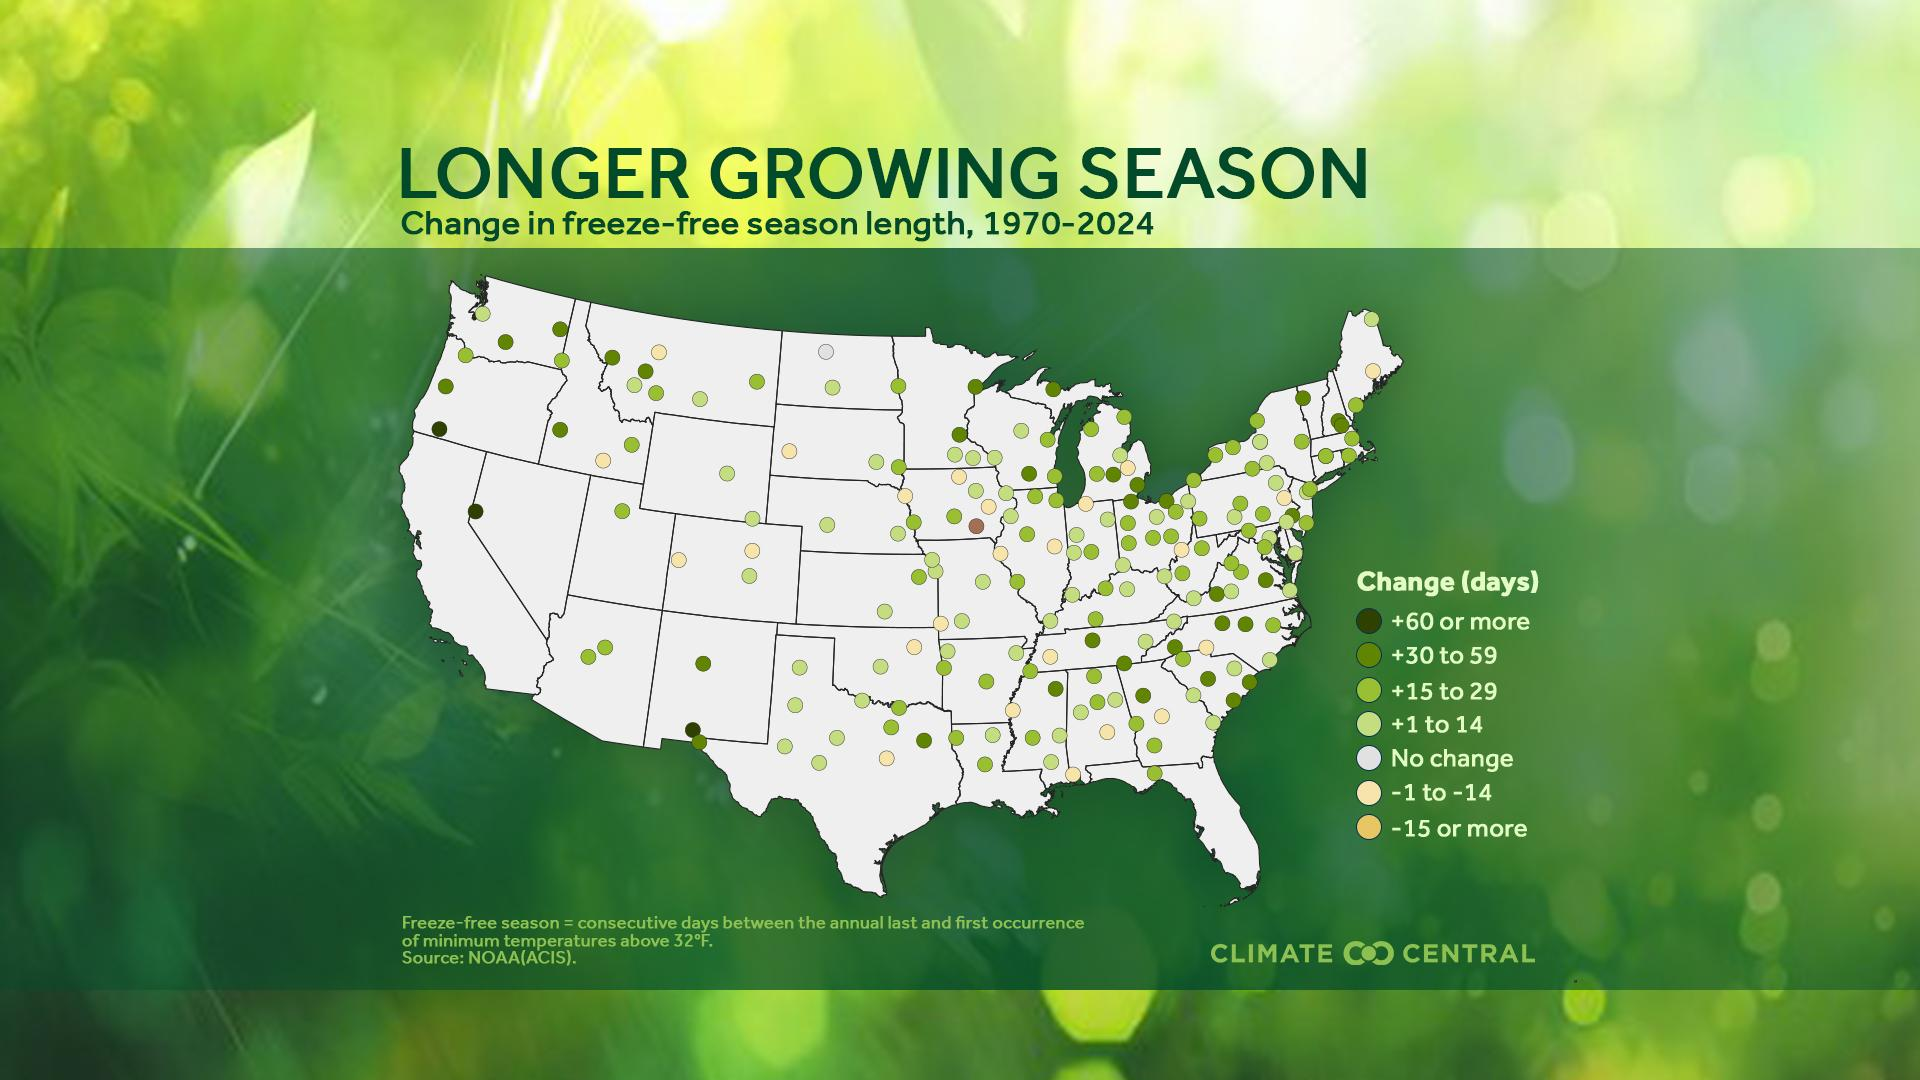 LONGER GROWING SEASON
Change in freeze-free season length, 1970-2024
Change (days)
+60 or more
+30 to 59
+15 to 29
+1 to 14
No change
-1 to -14
-15 or more
Freeze-free season = consecutive days between the annual last and first occurrence
of minimum temperatures above 32°F.
Source: NOAA(ACIS).
CLIMATE CENTRAL